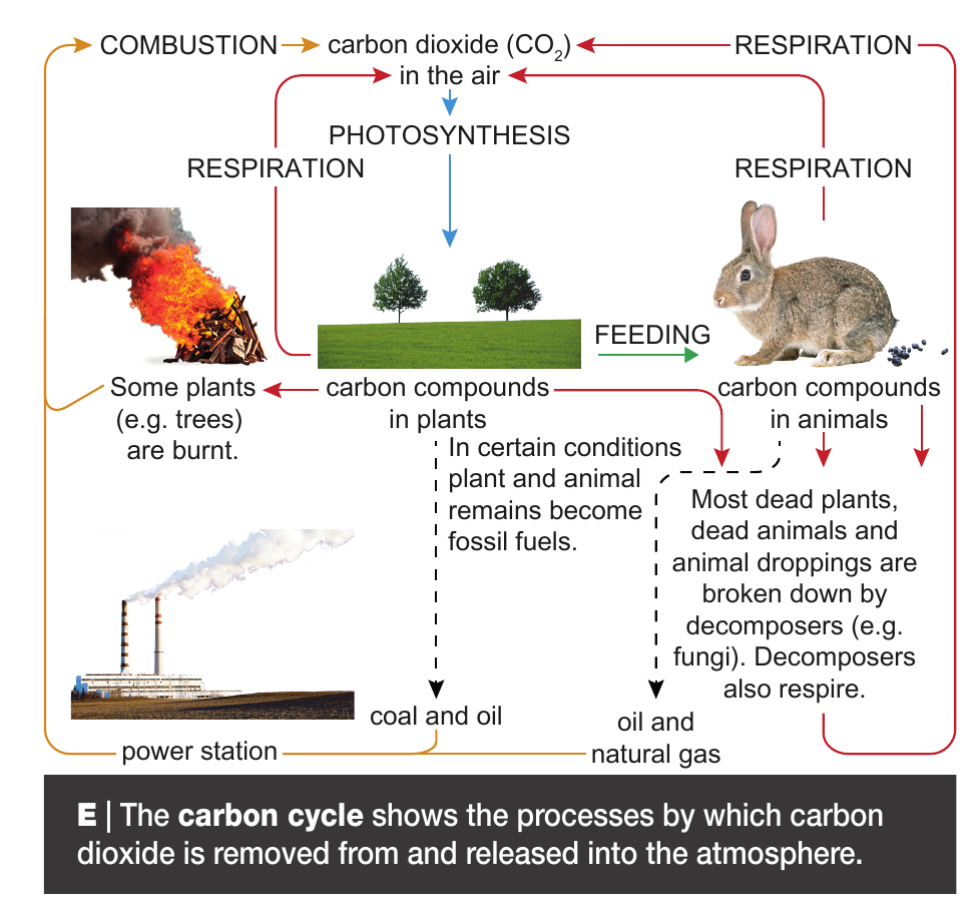 COMBUSTION
carbon dioxide (CO₂)
in the air
RESPIRATION
PHOTOSYNTHESIS
RESPIRATION
RESPIRATION
FEEDING
Some plants
(e.g. trees)
are burnt.
carbon compounds
in plants
carbon compounds
in animals
In certain conditions
plant and animal
remains become
fossil fuels.
Most dead plants,
dead animals and
animal droppings are
broken down by
decomposers (e.g.
fungi). Decomposers
also respire.
coal and oil
oil and
natural gas
power station
E | The carbon cycle shows the processes by which carbon
dioxide is removed from and released into the atmosphere.